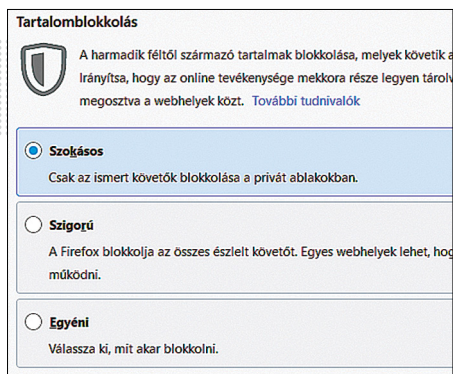 Tartalomblokkolás
A harmadik féltől származó tartalmak blokkolása, melyek követik a
Irányítsa, hogy az online tevékenysége mekkora része legyen tárolv
megosztva a webhelyek közt. További tudnivalók
Szokásos
Csak az ismert követők blokkolása a privát ablakokban.
Szigorú
A Firefox blokkolja az összes észlelt követőt. Egyes webhelyek lehet, hog
működni.
Egyéni
Válassza ki, mit akar blokkolni.